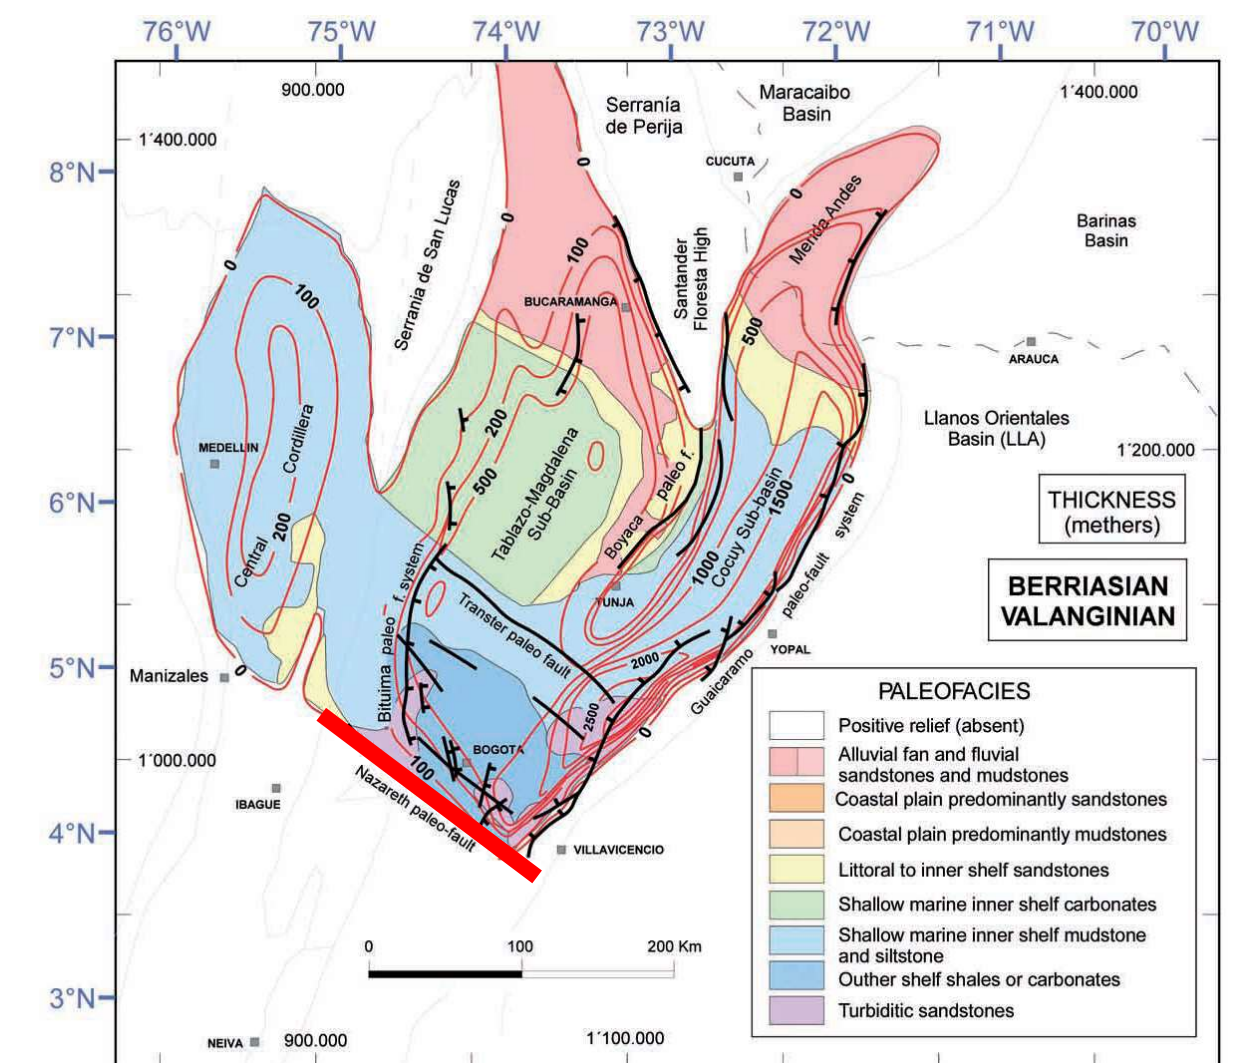 76°W 75°W 74°W 73°W 72°W 71°W 70°W
900.000
1´400.000
Serranía
de Perija
Maracaibo
Basin
1´400.000
8°N
CUCUTA
0
0
0
0
Merida Andes
Barinas
Basin
Serrania de San Lucas
Santander
Floresta High
100
100
BUCARAMANGA
500
7°N
ARAUCA
Llanos Orientales
Basin (LLA)
1´200.000
MEDELLIN
Cordillera
Central
200
200
500
Tablazo-Magdalena
Sub-Basin
paleo f.
Boyaca
Cocuy Sub-basin
1500
1000
0
THICKNESS
(methers)
6°N
system
paleo-fault
Guaicaramo
BERRIASIAN
VALANGINIAN
f. system
paleo
Bituima
Transter paleo fault
TUNJA
YOPAL
5°N
Manizales
0
2000
2500
0
BOGOTA
100
1´000.000
IBAGUE
Nazareth paleo-fault
4°N
VILLAVICENCIO
PALEOFACIES
Positive relief (absent)
Alluvial fan and fluvial
sandstones and mudstones
Coastal plain predominantly sandstones
Coastal plain predominantly mudstones
Littoral to inner shelf sandstones
Shallow marine inner shelf carbonates
Shallow marine inner shelf mudstone
and siltstone
Outher shelf shales or carbonates
Turbiditic sandstones
0 100 200 Km
3°N
NEIVA
900.000
1´100.000